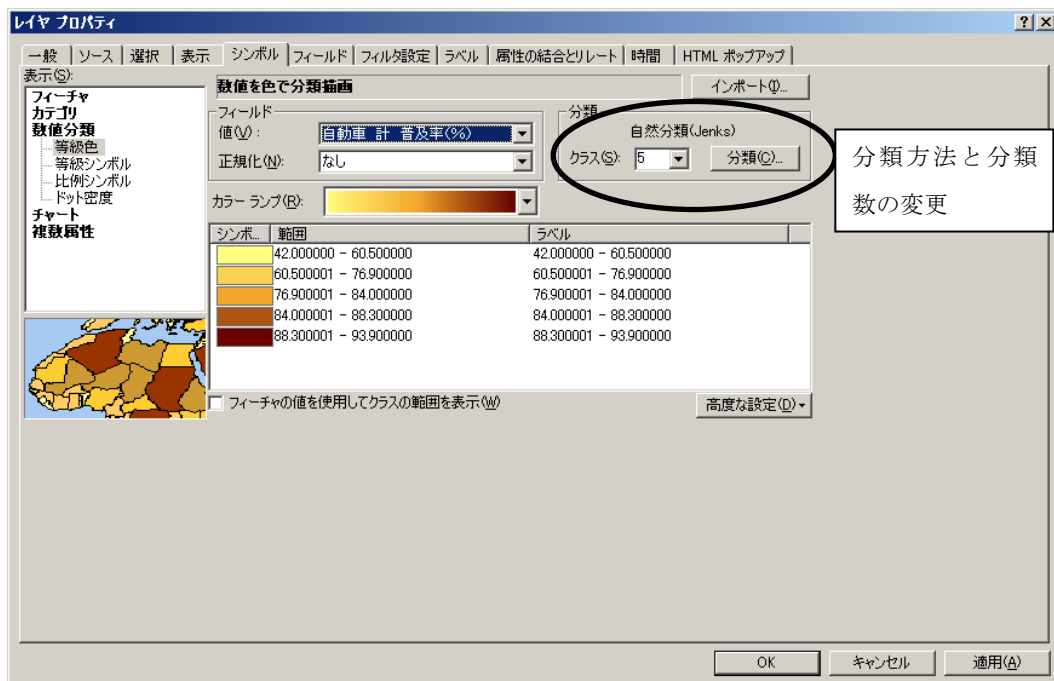 レイヤ プロパティ
一般 ソース 選択 表示 シンボル フィールド フィルタ設定 ラベル 属性の結合とリレート 時間 HTML ポップアップ
表示(S):
フィーチャ
カテゴリ
数値分類
等級色
等級シンボル
比例シンボル
ドット密度
チャート
複数属性
数値を色で分類描画
インポート(I)...
フィールド
値(V):
自動車 計 普及率(%)
正規化(N):
なし
分類
自然分類(Jenks)
クラス(S):
5
分類(C)...
カラー ランプ(R):
シンボ... 範囲 ラベル
42.000000 - 60.500000 42.000000 - 60.500000
60.500001 - 76.900000 60.500001 - 76.900000
76.900001 - 84.000000 76.900001 - 84.000000
84.000001 - 88.300000 84.000001 - 88.300000
88.300001 - 93.900000 88.300001 - 93.900000
フィーチャの値を使用してクラスの範囲を表示(W)
高度な設定(D)
分類方法と分類
数の変更
OK キャンセル 適用(A)